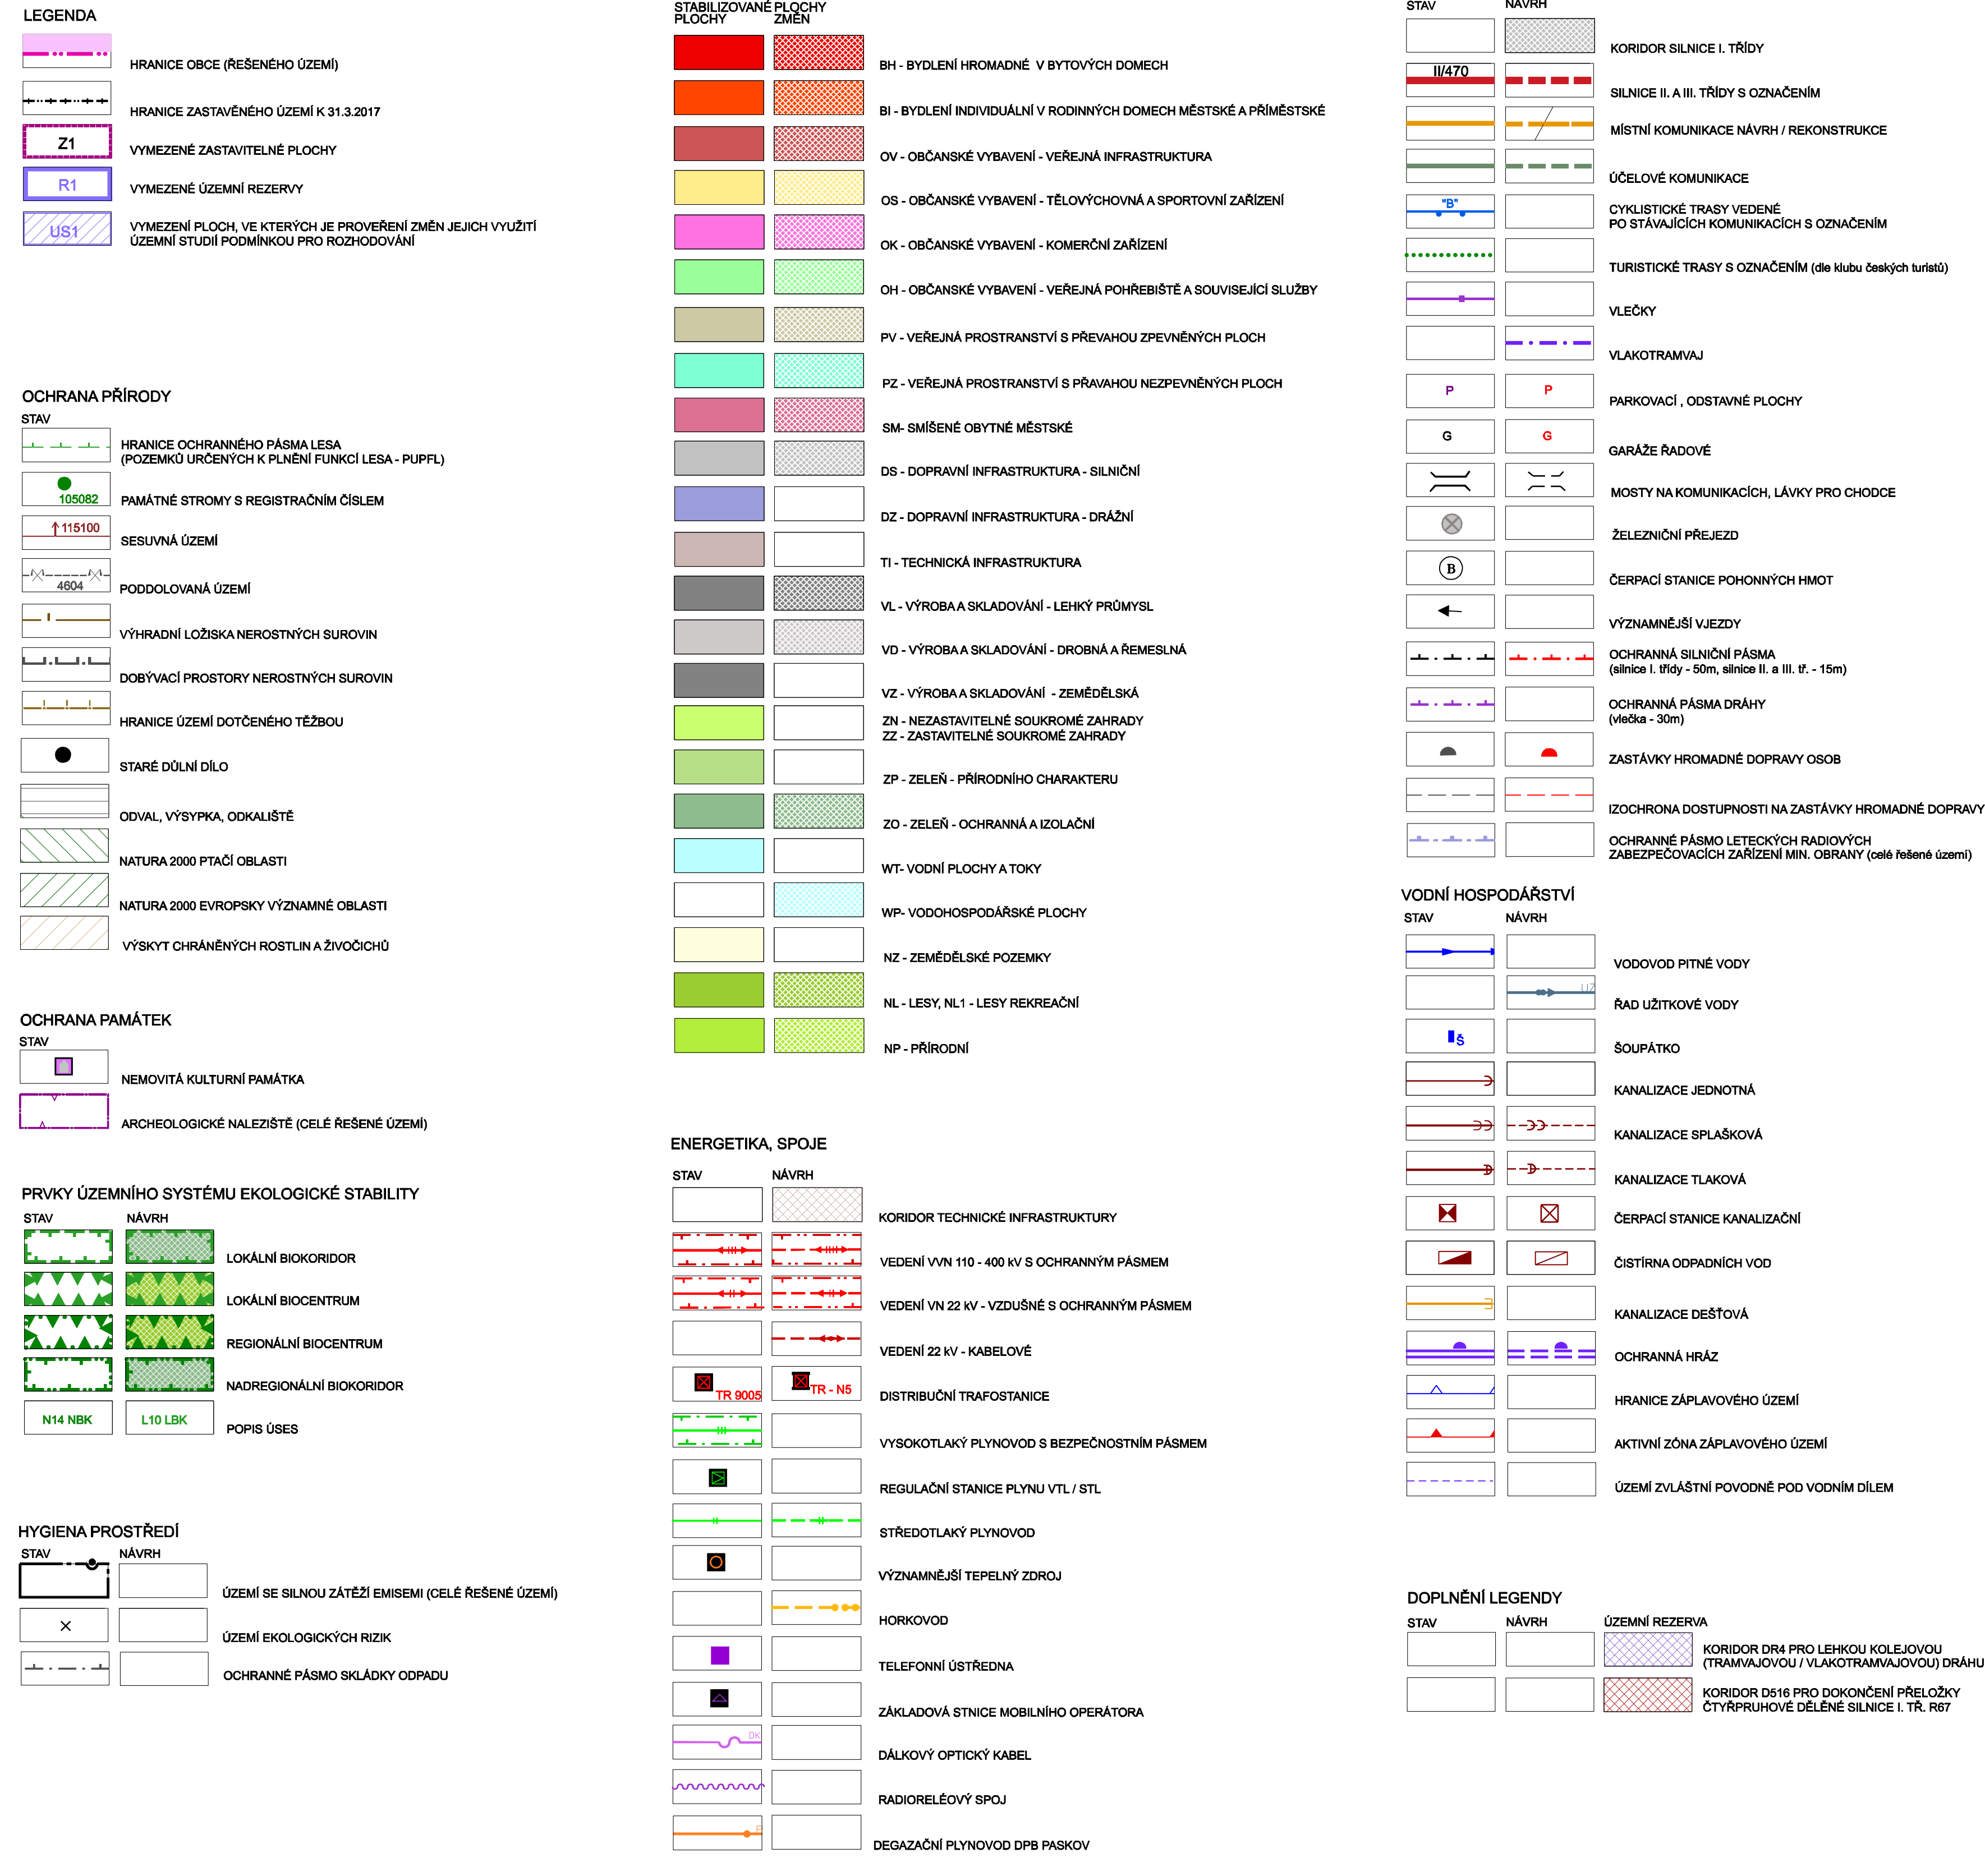 LEGENDA
HRANICE OBCE (ŘEŠENÉHO ÚZEMÍ)
HRANICE ZASTAVĚNÉHO ÚZEMÍ K 31.3.2017
Z1
VYMEZENÉ ZASTAVITELNÉ PLOCHY
R1
VYMEZENÉ ÚZEMNÍ REZERVY
US1
VYMEZENÍ PLOCH, VE KTERÝCH JE PROVEŘENÍ ZMĚN JEJICH VYUŽITÍ
ÚZEMNÍ STUDIÍ PODMÍNKOU PRO ROZHODOVÁNÍ
OCHRANA PŘÍRODY
STAV
HRANICE OCHRANNÉHO PÁSMA LESA
(POZEMKŮ URČENÝCH K PLNĚNÍ FUNKCÍ LESA - PUPFL)
105082
PAMÁTNÉ STROMY S REGISTRAČNÍM ČÍSLEM
115100
SESUVNÁ ÚZEMÍ
4604
PODDOLOVANÁ ÚZEMÍ
VÝHRADNÍ LOŽISKA NEROSTNÝCH SUROVIN
DOBÝVACÍ PROSTORY NEROSTNÝCH SUROVIN
HRANICE ÚZEMÍ DOTČENÉHO TĚŽBOU
STARÉ DŮLNÍ DÍLO
ODVAL, VÝSYPKA, ODKALIŠTĚ
NATURA 2000 PTAČÍ OBLASTI
NATURA 2000 EVROPSKY VÝZNAMNÉ OBLASTI
VÝSKYT CHRÁNĚNÝCH ROSTLIN A ŽIVOČICHŮ
OCHRANA PAMÁTEK
STAV
NEMOVITÁ KULTURNÍ PAMÁTKA
ARCHEOLOGICKÉ NALEZIŠTĚ (CELÉ ŘEŠENÉ ÚZEMÍ)
PRVKY ÚZEMNÍHO SYSTÉMU EKOLOGICKÉ STABILITY
STAV NÁVRH
LOKÁLNÍ BIOKORIDOR
LOKÁLNÍ BIOCENTRUM
REGIONÁLNÍ BIOCENTRUM
NADREGIONÁLNÍ BIOKORIDOR
N14 NBK L10 LBK POPIS ÚSES
HYGIENA PROSTŘEDÍ
STAV NÁVRH
ÚZEMÍ SE SILNOU ZÁTĚŽÍ EMISEMI (CELÉ ŘEŠENÉ ÚZEMÍ)
ÚZEMÍ EKOLOGICKÝCH RIZIK
OCHRANNÉ PÁSMO SKLÁDKY ODPADU
STABILIZOVANÉ PLOCHY
PLOCHY ZMĚN
BH - BYDLENÍ HROMADNÉ V BYTOVÝCH DOMECH
BI - BYDLENÍ INDIVIDUÁLNÍ V RODINNÝCH DOMECH MĚSTSKÉ A PŘÍMĚSTSKÉ
OV - OBČANSKÉ VYBAVENÍ - VEŘEJNÁ INFRASTRUKTURA
OS - OBČANSKÉ VYBAVENÍ - TĚLOVÝCHOVNÁ A SPORTOVNÍ ZAŘÍZENÍ
OK - OBČANSKÉ VYBAVENÍ - KOMERČNÍ ZAŘÍZENÍ
OH - OBČANSKÉ VYBAVENÍ - VEŘEJNÁ POHŘEBIŠTĚ A SOUVISEJÍCÍ SLUŽBY
PV - VEŘEJNÁ PROSTRANSTVÍ S PŘEVAHOU ZPEVNĚNÝCH PLOCH
PZ - VEŘEJNÁ PROSTRANSTVÍ S PŘAVAHOU NEZPEVNĚNÝCH PLOCH
SM- SMÍŠENÉ OBYTNÉ MĚSTSKÉ
DS - DOPRAVNÍ INFRASTRUKTURA - SILNIČNÍ
DZ - DOPRAVNÍ INFRASTRUKTURA - DRÁŽNÍ
TI - TECHNICKÁ INFRASTRUKTURA
VL - VÝROBA A SKLADOVÁNÍ - LEHKÝ PRŮMYSL
VD - VÝROBA A SKLADOVÁNÍ - DROBNÁ A ŘEMESLNÁ
VZ - VÝROBA A SKLADOVÁNÍ - ZEMĚDĚLSKÁ
ZN - NEZASTAVITELNÉ SOUKROMÉ ZAHRADY
ZZ - ZASTAVITELNÉ SOUKROMÉ ZAHRADY
ZP - ZELEŇ - PŘÍRODNÍHO CHARAKTERU
ZO - ZELEŇ - OCHRANNÁ A IZOLAČNÍ
WT- VODNÍ PLOCHY A TOKY
WP- VODOHOSPODÁŘSKÉ PLOCHY
NZ - ZEMĚDĚLSKÉ POZEMKY
NL - LESY, NL1 - LESY REKREAČNÍ
NP - PŘÍRODNÍ
ENERGETIKA, SPOJE
STAV NÁVRH
KORIDOR TECHNICKÉ INFRASTRUKTURY
VEDENÍ VVN 110 - 400 kV S OCHRANNÝM PÁSMEM
VEDENÍ VN 22 kV - VZDUŠNÉ S OCHRANNÝM PÁSMEM
VEDENÍ 22 kV - KABELOVÉ
TR 9005 TR - N5 DISTRIBUČNÍ TRAFOSTANICE
VYSOKOTLAKÝ PLYNOVOD S BEZPEČNOSTNÍM PÁSMEM
REGULAČNÍ STANICE PLYNU VTL / STL
STŘEDOTLAKÝ PLYNOVOD
VÝZNAMNĚJŠÍ TEPELNÝ ZDROJ
HORKOVOD
TELEFONNÍ ÚSTŘEDNA
ZÁKLADOVÁ STNICE MOBILNÍHO OPERÁTORA
DK
DÁLKOVÝ OPTICKÝ KABEL
RADIORELÉOVÝ SPOJ
DEGAZAČNÍ PLYNOVOD DPB PASKOV
STAV NÁVRH
KORIDOR SILNICE I. TŘÍDY
II/470
SILNICE II. A III. TŘÍDY S OZNAČENÍM
MÍSTNÍ KOMUNIKACE NÁVRH / REKONSTRUKCE
ÚČELOVÉ KOMUNIKACE
"B"
CYKLISTICKÉ TRASY VEDENÉ
PO STÁVAJÍCÍCH KOMUNIKACÍCH S OZNAČENÍM
TURISTICKÉ TRASY S OZNAČENÍM (dle klubu českých turistů)
VLEČKY
VLAKOTRAMVAJ
P P PARKOVACÍ , ODSTAVNÉ PLOCHY
G G GARÁŽE ŘADOVÉ
MOSTY NA KOMUNIKACÍCH, LÁVKY PRO CHODCE
ŽELEZNIČNÍ PŘEJEZD
B ČERPACÍ STANICE POHONNÝCH HMOT
VÝZNAMNĚJŠÍ VJEZDY
OCHRANNÁ SILNIČNÍ PÁSMA
(silnice I. třídy - 50m, silnice II. a III. tř. - 15m)
OCHRANNÁ PÁSMA DRÁHY
(vlečka - 30m)
ZASTÁVKY HROMADNÉ DOPRAVY OSOB
IZOCHRONA DOSTUPNOSTI NA ZASTÁVKY HROMADNÉ DOPRAVY
OCHRANNÉ PÁSMO LETECKÝCH RADIOVÝCH
ZABEZPEČOVACÍCH ZAŘÍZENÍ MIN. OBRANY (celé řešené území)
VODNÍ HOSPODÁŘSTVÍ
STAV NÁVRH
VODOVOD PITNÉ VODY
UZ
ŘAD UŽITKOVÉ VODY
Š ŠOUPÁTKO
KANALIZACE JEDNOTNÁ
KANALIZACE SPLAŠKOVÁ
KANALIZACE TLAKOVÁ
ČERPACÍ STANICE KANALIZAČNÍ
ČISTÍRNA ODPADNÍCH VOD
KANALIZACE DEŠŤOVÁ
OCHRANNÁ HRÁZ
HRANICE ZÁPLAVOVÉHO ÚZEMÍ
AKTIVNÍ ZÓNA ZÁPLAVOVÉHO ÚZEMÍ
ÚZEMÍ ZVLÁŠTNÍ POVODNĚ POD VODNÍM DÍLEM
DOPLNĚNÍ LEGENDY
STAV NÁVRH ÚZEMNÍ REZERVA
KORIDOR DR4 PRO LEHKOU KOLEJOVOU
(TRAMVAJOVOU / VLAKOTRAMVAJOVOU) DRÁHU
KORIDOR D516 PRO DOKONČENÍ PŘELOŽKY
ČTYŘPRUHOVÉ DĚLĚNÉ SILNICE I. TŘ. R67